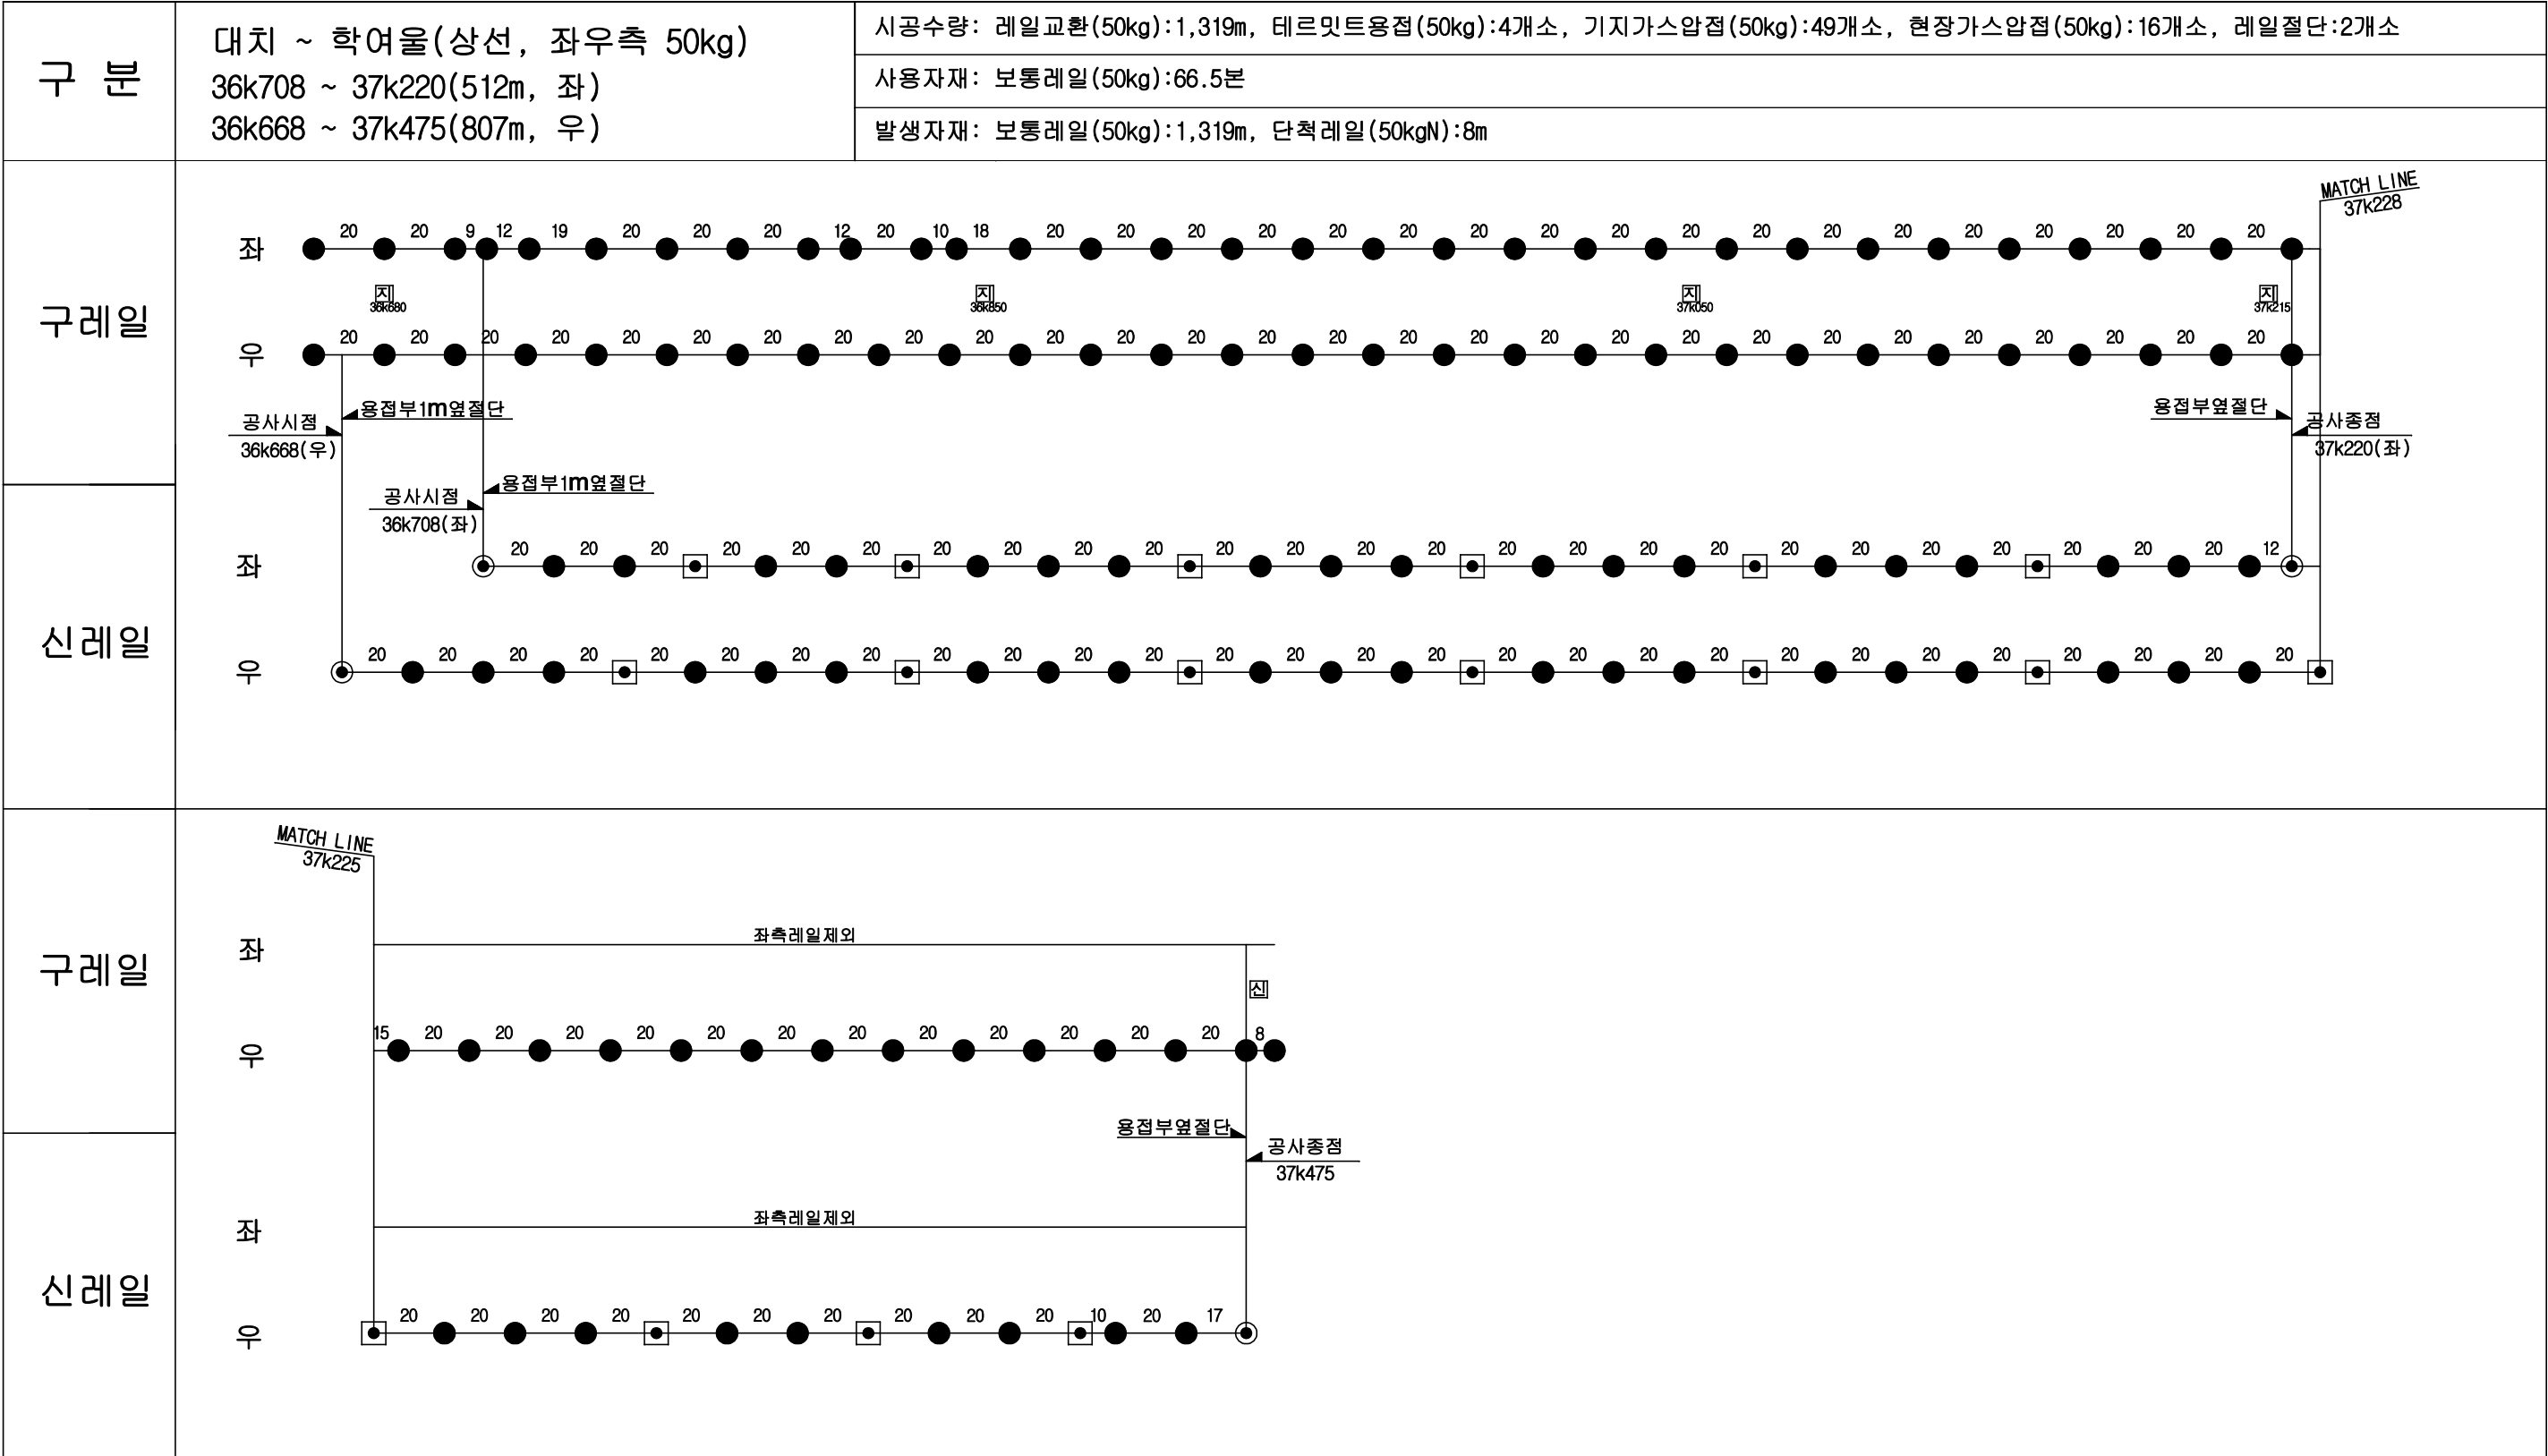 구 분
대치 ~ 학여울(상선, 좌우측 50kg)
36k708 ~ 37k220(512m, 좌)
36k668 ~ 37k475(807m, 우)
시공수량: 레일교환(50kg):1,319m, 테르밋트용접(50kg):4개소, 기지가스압접(50kg):49개소, 현장가스압접(50kg):16개소, 레일절단:2개소
사용자재: 보통레일(50kg):66.5본
발생자재: 보통레일(50kg):1,319m, 단척레일(50kgN):8m
MATCH LINE
37k228
구레일
20 20 9 12 19 20 20 20 12 20 10 18 20 20 20 20 20 20 20 20 20 20 20 20 20 20 20 20 20 20
좌
지 지 지 지
36k680 36k850 37k050 37k215
20 20 20 20 20 20 20 20 20 20 20 20 20 20 20 20 20 20 20 20 20 20 20 20 20 20 20 20
우
용접부1m옆절단
공사시점
36k668(우)
용접부옆절단
공사종점
37k220(좌)
용접부1m옆절단
공사시점
36k708(좌)
신레일
20 20 20 20 20 20 20 20 20 20 20 20 20 20 20 20 20 20 20 20 20 20 20 20 20 12
좌
20 20 20 20 20 20 20 20 20 20 20 20 20 20 20 20 20 20 20 20 20 20 20 20 20 20 20 20
우
MATCH LINE
37k225
구레일
좌측레일제외
좌
신
15 20 20 20 20 20 20 20 20 20 20 20 20 8
우
용접부옆절단
공사종점
37k475
신레일
좌측레일제외
좌
20 20 20 20 20 20 20 20 20 20 10 20 17
우